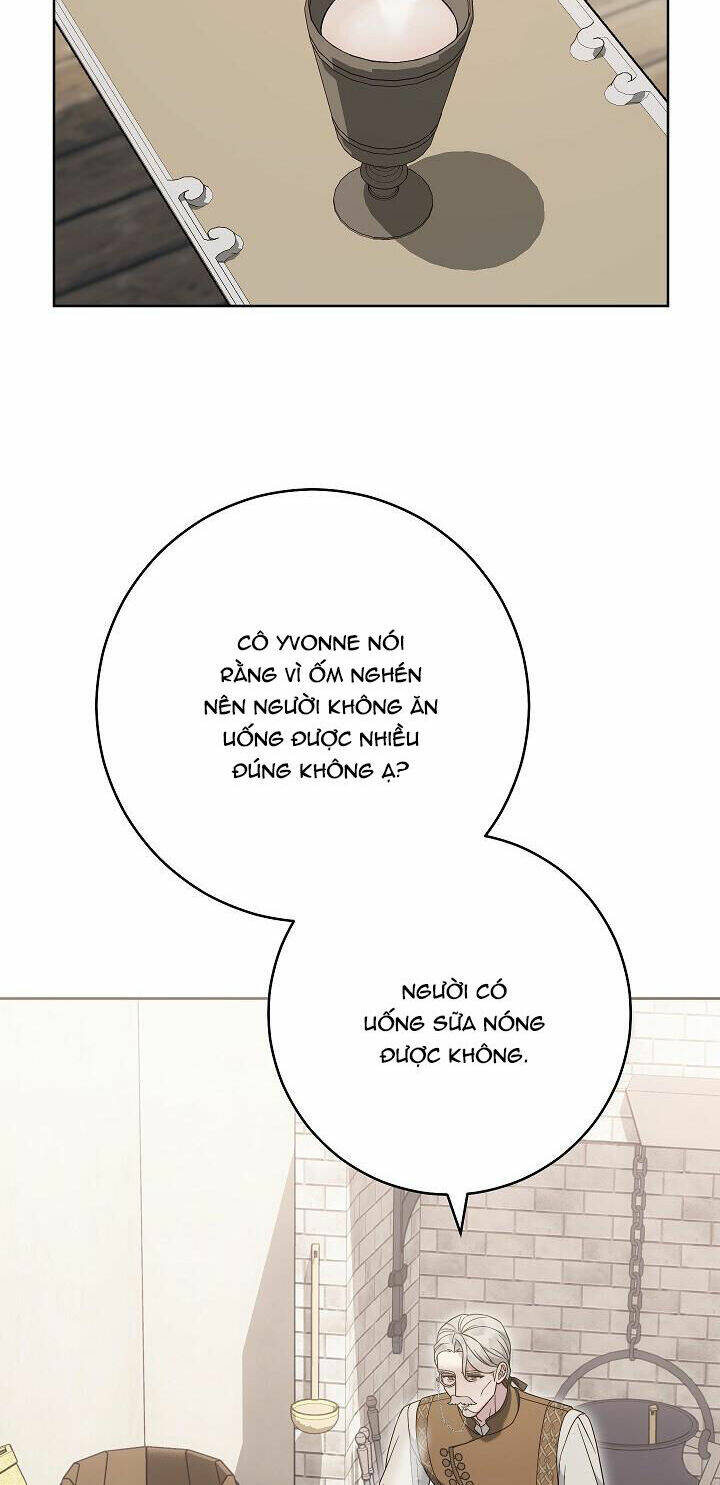 CÔ YVONNE NÓI
RẰNG VÌ ỐM NGHÉN
NÊN NGƯỜI KHÔNG ĂN
UỐNG ĐƯỢC NHIỀU
ĐÚNG KHÔNG Ạ?
NGƯỜI CÓ
UỐNG SỮA NÓNG
ĐƯỢC KHÔNG.